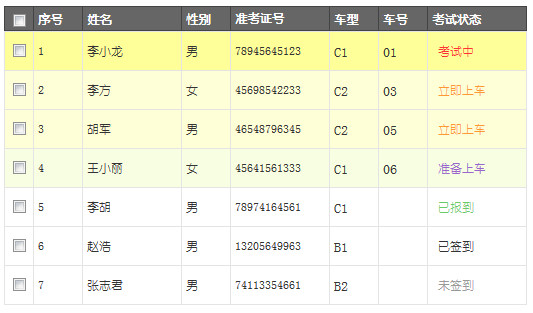 序号 姓名 性别 准考证号 车型 车号 考试状态
1 李小龙 男 78945645123 C1 01 考试中
2 李方 女 45698542233 C2 03 立即上车
3 胡军 男 46548796345 C2 05 立即上车
4 王小丽 女 45641561333 C1 06 准备上车
5 李胡 男 78974164561 C1 已报到
6 赵浩 男 13205649963 B1 已签到
7 张志君 男 74113354661 B2 未签到